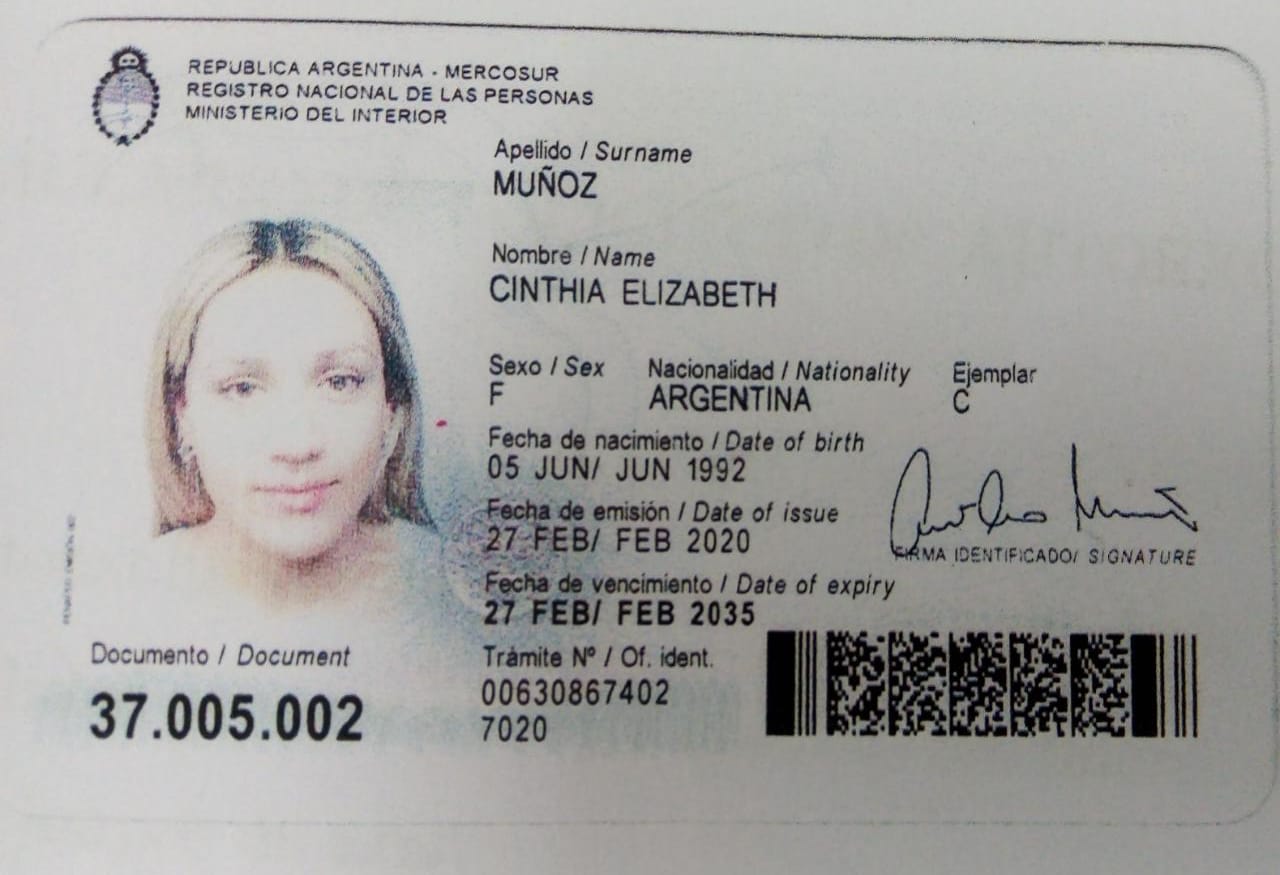 REPUBLICA ARGENTINA - MERCOSUR
REGISTRO NACIONAL DE LAS PERSONAS
MINISTERIO DEL INTERIOR
Apellido / Surname
MUÑOZ
Nombre / Name
CINTHIA ELIZABETH
Sexo / Sex Nacionalidad / Nationality Ejemplar
F ARGENTINA C
Fecha de nacimiento / Date of birth
05 JUN/ JUN 1992
Fecha de emisión / Date of issue
27 FEB/ FEB 2020
FIRMA IDENTIFICADO/ SIGNATURE
Fecha de vencimiento / Date of expiry
27 FEB/ FEB 2035
Documento / Document
37.005.002
Trámite Nº / Of. ident.
00630867402
7020